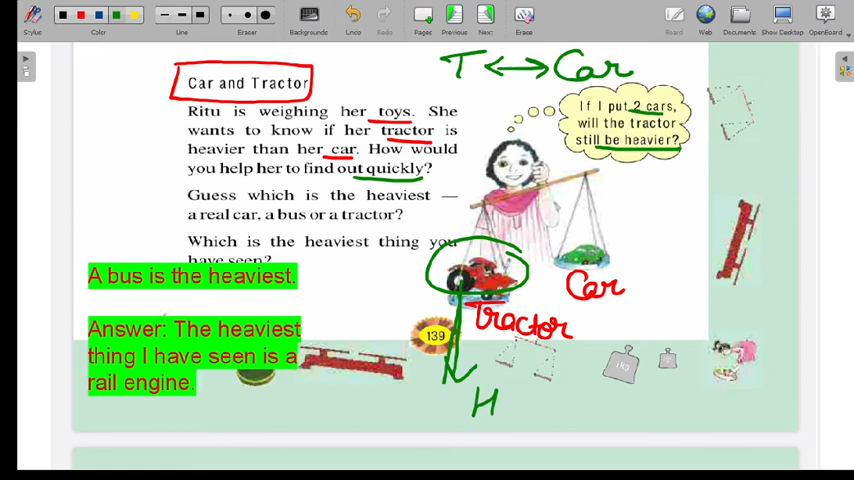 Stylus
Color
Line
Eraser
Backgrounds
Undo
Redo
Pages
Previous
Next
Erase
Board
Web
Documents
Show Desktop
OpenBoard
T ↔ Car
Car and Tractor
Ritu is weighing her toys. She
wants to know if her tractor is
heavier than her car. How would
you help her to find out quickly?
If I put 2 cars,
will the tractor
still be heavier?
Guess which is the heaviest —
a real car, a bus or a tractor?
Which is the heaviest thing you
have seen?
A bus is the heaviest.
Answer: The heaviest
thing I have seen is a
rail engine.
Car
Tractor
139
H
1 KG